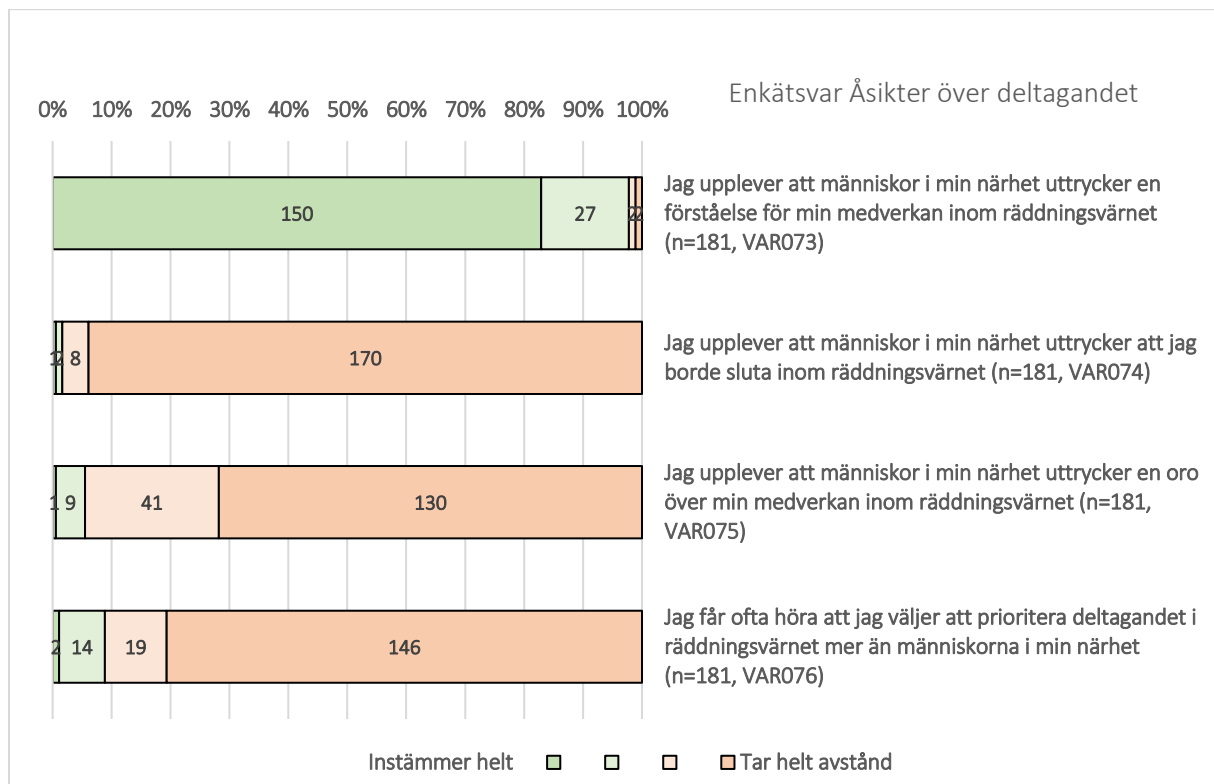 Enkätsvar Åsikter över deltagandet
0% 10% 20% 30% 40% 50% 60% 70% 80% 90% 100%
150 27 2 2
Jag upplever att människor i min närhet uttrycker en
förståelse för min medverkan inom räddningsvärnet
(n=181, VAR073)
1 2 8 170
Jag upplever att människor i min närhet uttrycker att jag
borde sluta inom räddningsvärnet (n=181, VAR074)
1 9 41 130
Jag upplever att människor i min närhet uttrycker en oro
över min medverkan inom räddningsvärnet (n=181,
VAR075)
2 14 19 146
Jag får ofta höra att jag väljer att prioritera deltagandet i
räddningsvärnet mer än människorna i min närhet
(n=181, VAR076)
Instämmer helt Tar helt avstånd